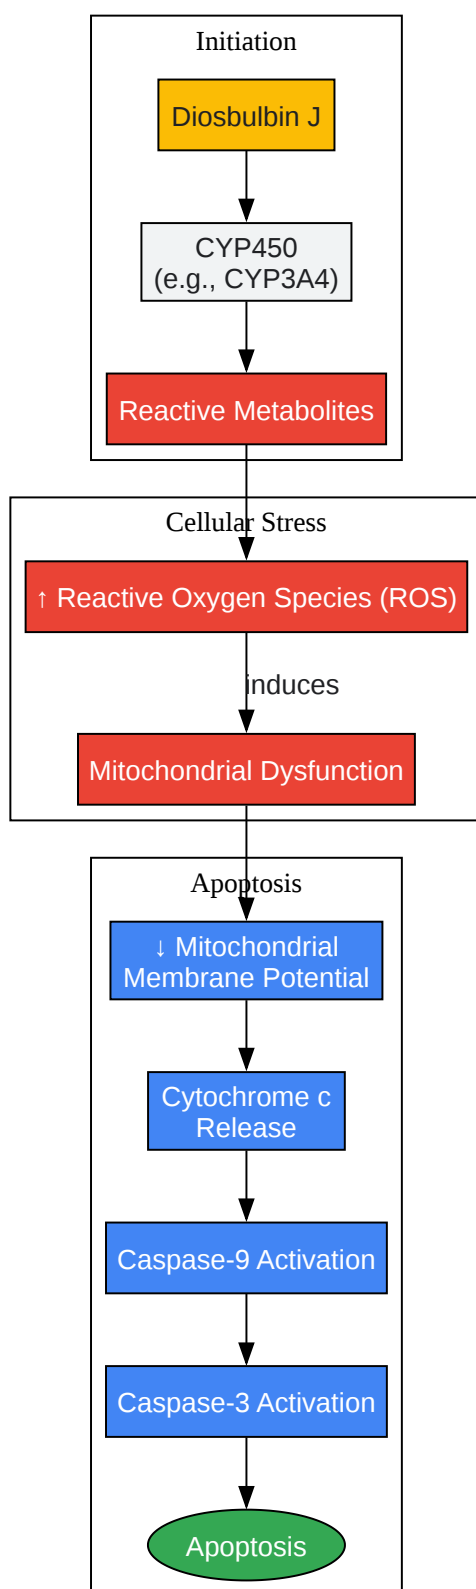 Initiation
Diosbulbin J
CYP450
(e.g., CYP3A4)
Reactive Metabolites
Cellular Stress
↑ Reactive Oxygen Species (ROS)
induces
Mitochondrial Dysfunction
Apoptosis
↓ Mitochondrial
Membrane Potential
Cytochrome c
Release
Caspase-9 Activation
Caspase-3 Activation
Apoptosis